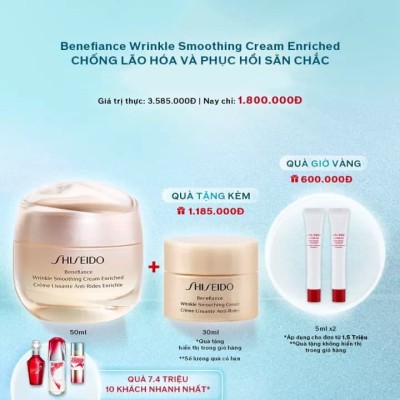 Benefiance Wrinkle Smoothing Cream Enriched
CHỐNG LÃO HÓA VÀ PHỤC HỒI SĂN CHẮC
Giá trị thực: 3.585.000Đ | Nay chỉ: 1.800.000Đ
QUÀ GIỜ VÀNG
600.000Đ
QUÀ TẶNG KÈM
1.185.000Đ
SHISEIDO
Benefiance
Wrinkle Smoothing Cream Enriched
Crème Lissante Anti-Rides Enrichie
50ml
+
SHISEIDO
Benefiance
Wrinkle Smoothing Cream
Crème Lissante Anti-Rides
30ml
*Quà tặng
hiển thị trong giỏ hàng
**Số lượng quà có hạn
5ml x2
*Áp dụng cho đơn từ 1.5 Triệu
**Quà tặng không hiển thị
trong giỏ hàng
QUÀ 7.4 TRIỆU
10 KHÁCH NHANH NHẤT*